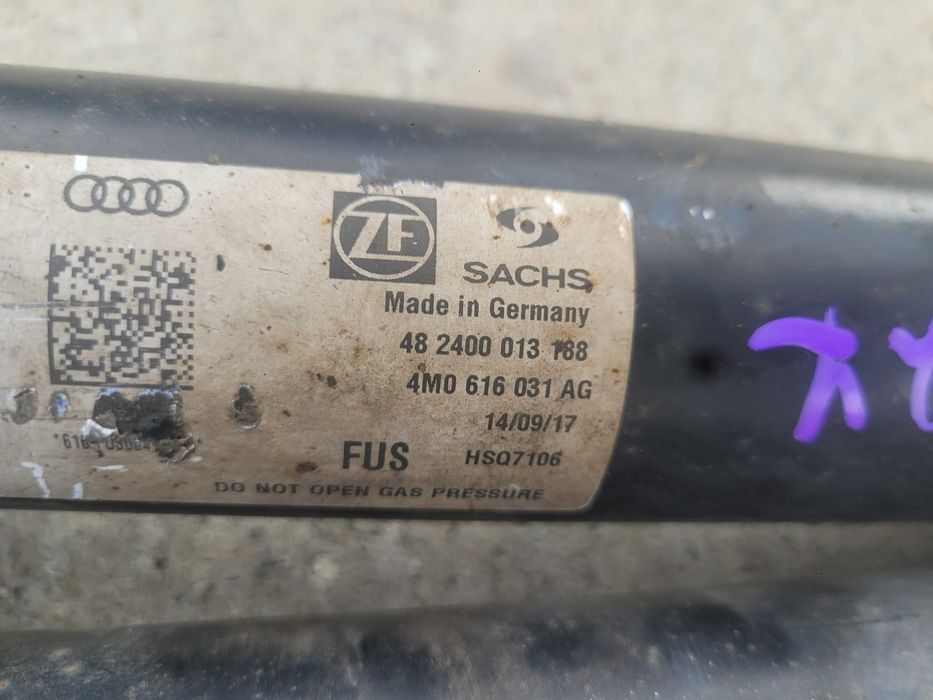 ZF
SACHS
Made in Germany
48 2400 013 188
4M0 616 031 AG
14/09/17
FUS HSQ7106
DO NOT OPEN GAS PRESSURE